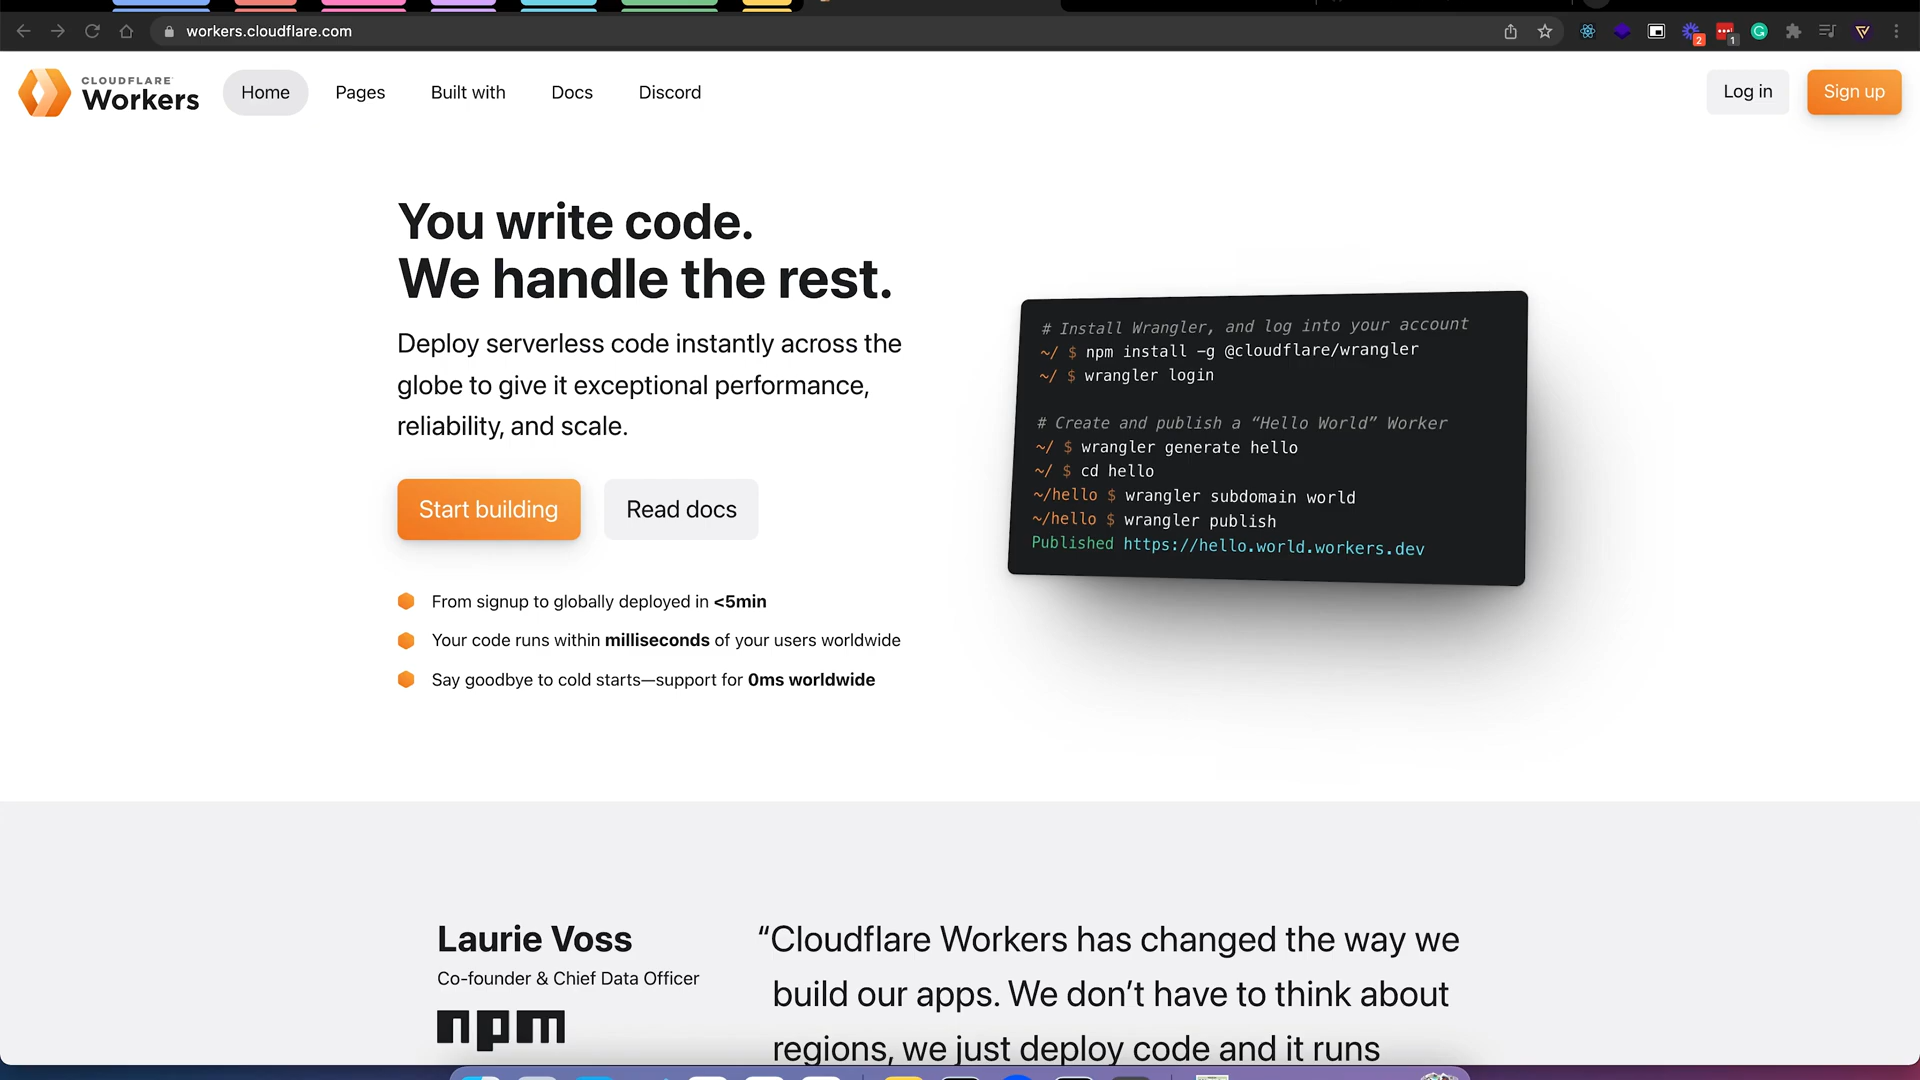 workers.cloudflare.com
2
1
CLOUDFLARE
Workers
Home
Pages
Built with
Docs
Discord
Log in
Sign up
You write code.
We handle the rest.
Deploy serverless code instantly across the
globe to give it exceptional performance,
reliability, and scale.
Start building
Read docs
From signup to globally deployed in <5min
Your code runs within milliseconds of your users worldwide
Say goodbye to cold starts—support for 0ms worldwide
# Install Wrangler, and log into your account
~/ $ npm install -g @cloudflare/wrangler
~/ $ wrangler login
# Create and publish a “Hello World” Worker
~/ $ wrangler generate hello
~/ $ cd hello
~/hello $ wrangler subdomain world
~/hello $ wrangler publish
Published https://hello.world.workers.dev
Laurie Voss
Co-founder & Chief Data Officer
npm
“Cloudflare Workers has changed the way we
build our apps. We don’t have to think about
regions, we just deploy code and it runs